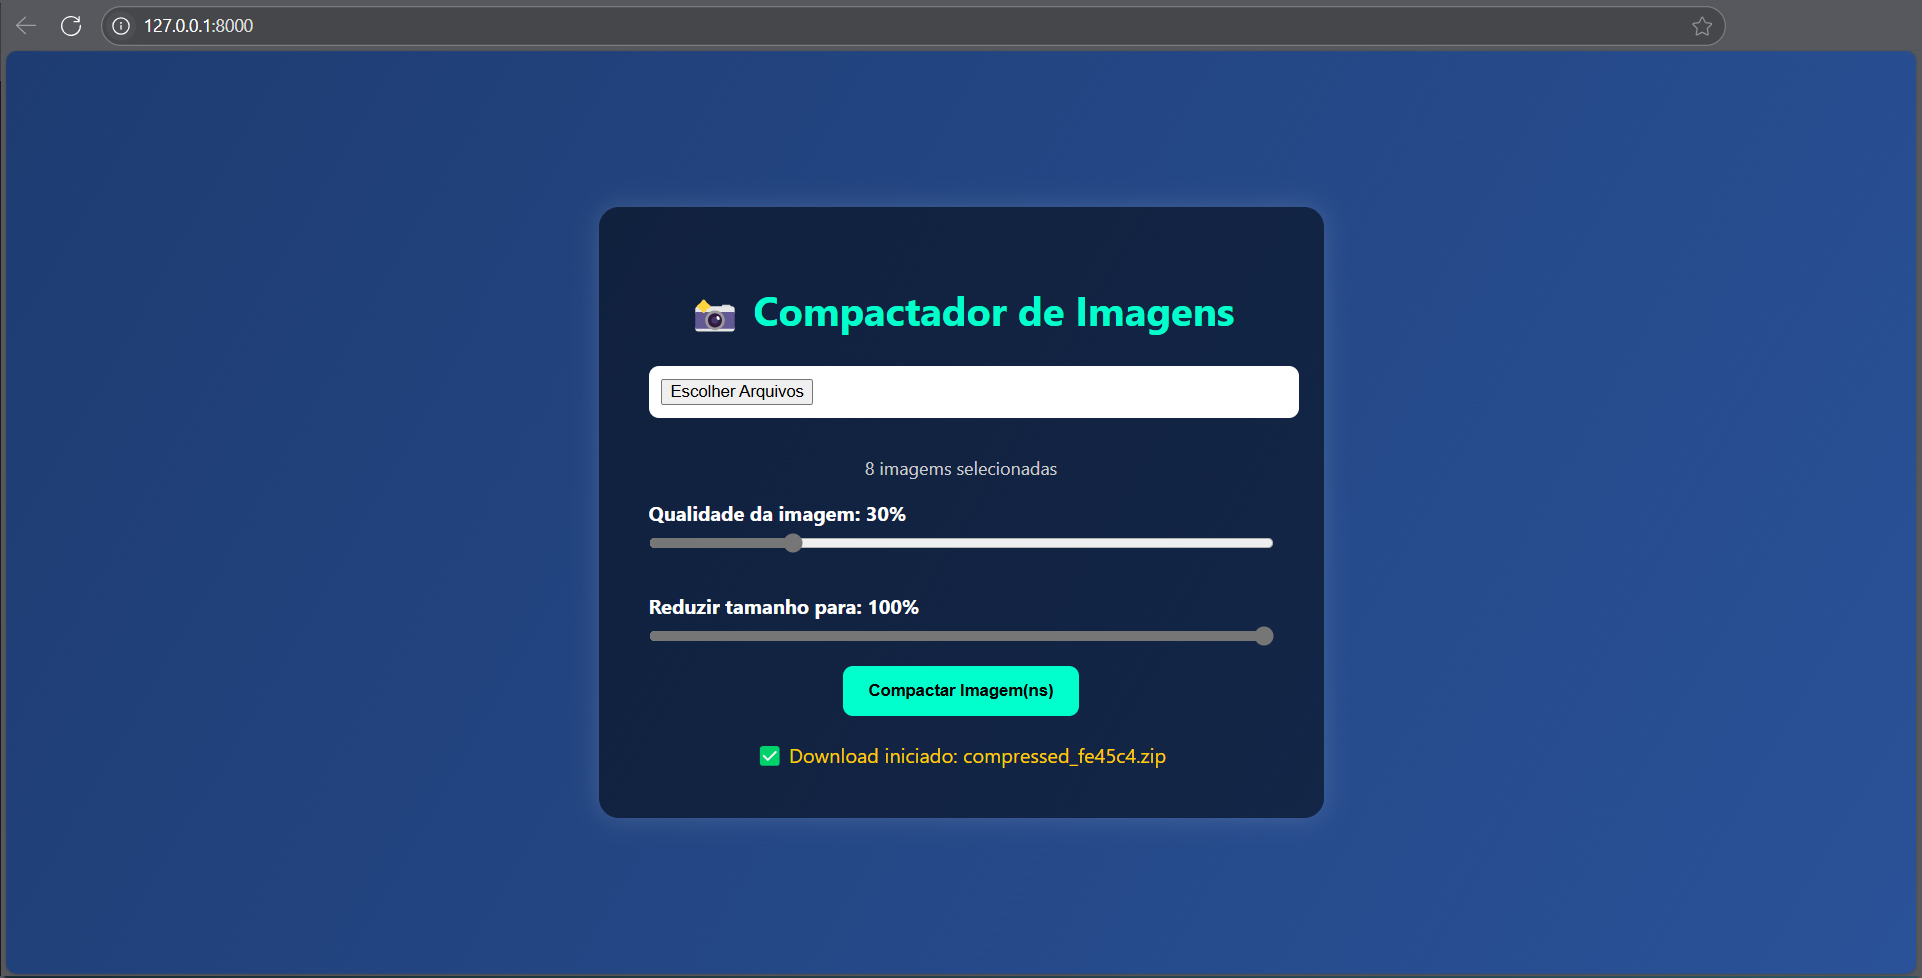 127.0.0.1:8000
Compactador de Imagens
Escolher Arquivos
8 imagems selecionadas
Qualidade da imagem: 30%
Reduzir tamanho para: 100%
Compactar Imagem(ns)
Download iniciado: compressed_fe45c4.zip